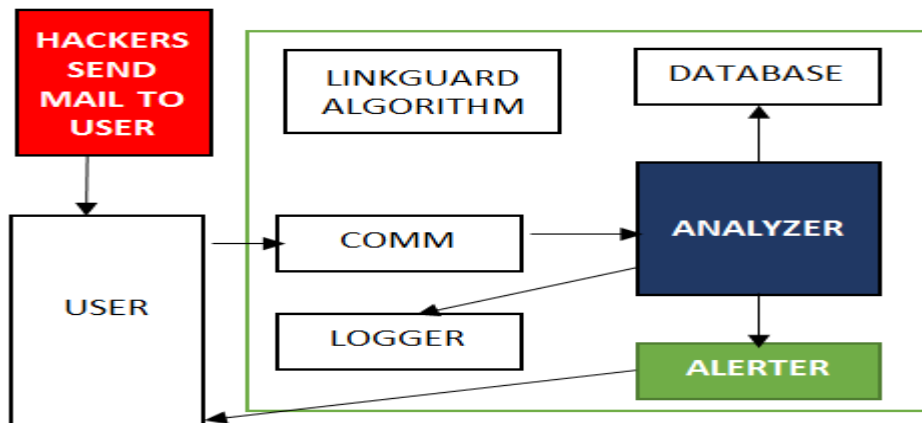 HACKERS
SEND
MAIL TO
USER
LINKGUARD
ALGORITHM
DATABASE
USER
COMM
ANALYZER
LOGGER
ALERTER